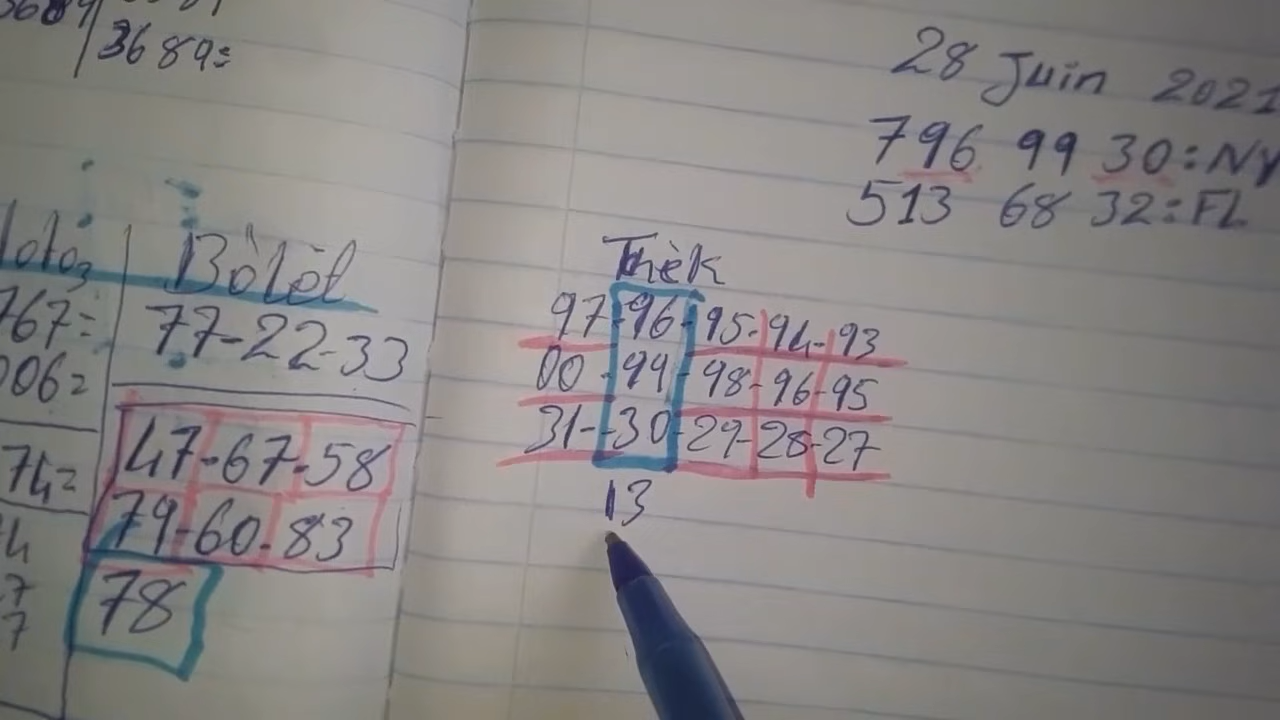 3689=
Bòlèt
77-22-33
767=
006=
47-67-58
74=
79-60-83
78
28 Juin 2021
796 99 30:NY
513 68 32:FL
Thèk
97-96-95-94-93
00-99-98-96-95
31-30-29-28-27
13